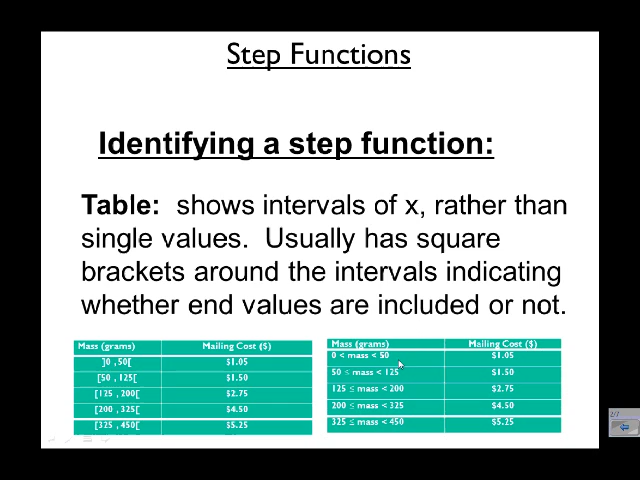 Step Functions
Identifying a step function:
Table: shows intervals of x, rather than
single values. Usually has square
brackets around the intervals indicating
whether end values are included or not.
Mass (grams) Mailing Cost ($)
]0 , 50[ $1.05
[50 , 125[ $1.50
[125 , 200[ $2.75
[200 , 325[ $4.50
[325 , 450[ $5.25
Mass (grams) Mailing Cost ($)
0 < mass < 50 $1.05
50 ≤ mass < 125 $1.50
125 ≤ mass < 200 $2.75
200 ≤ mass < 325 $4.50
325 ≤ mass < 450 $5.25
2/7